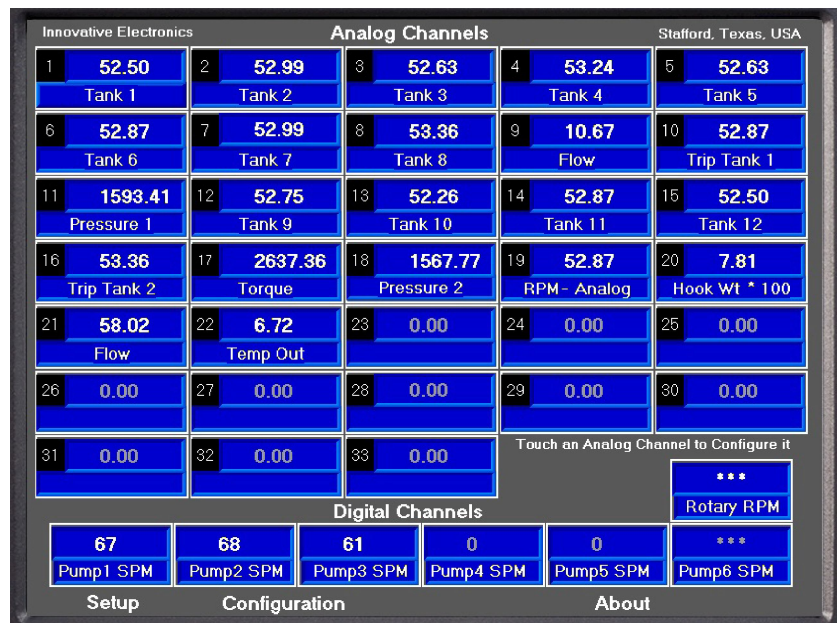 Innovative Electronics Analog Channels Stafford, Texas, USA
1 52.50 2 52.99 3 52.63 4 53.24 5 52.63
Tank 1 Tank 2 Tank 3 Tank 4 Tank 5
6 52.87 7 52.99 8 53.36 9 10.67 10 52.87
Tank 6 Tank 7 Tank 8 Flow Trip Tank 1
11 1593.41 12 52.75 13 52.26 14 52.87 15 52.50
Pressure 1 Tank 9 Tank 10 Tank 11 Tank 12
16 53.36 17 2637.36 18 1567.77 19 52.87 20 7.81
Trip Tank 2 Torque Pressure 2 RPM- Analog Hook Wt * 100
21 58.02 22 6.72 23 0.00 24 0.00 25 0.00
Flow Temp Out
26 0.00 27 0.00 28 0.00 29 0.00 30 0.00
31 0.00 32 0.00 33 0.00
Touch an Analog Channel to Configure it
***
Rotary RPM
Digital Channels
67 68 61 0 0 ***
Pump1 SPM Pump2 SPM Pump3 SPM Pump4 SPM Pump5 SPM Pump6 SPM
Setup Configuration About